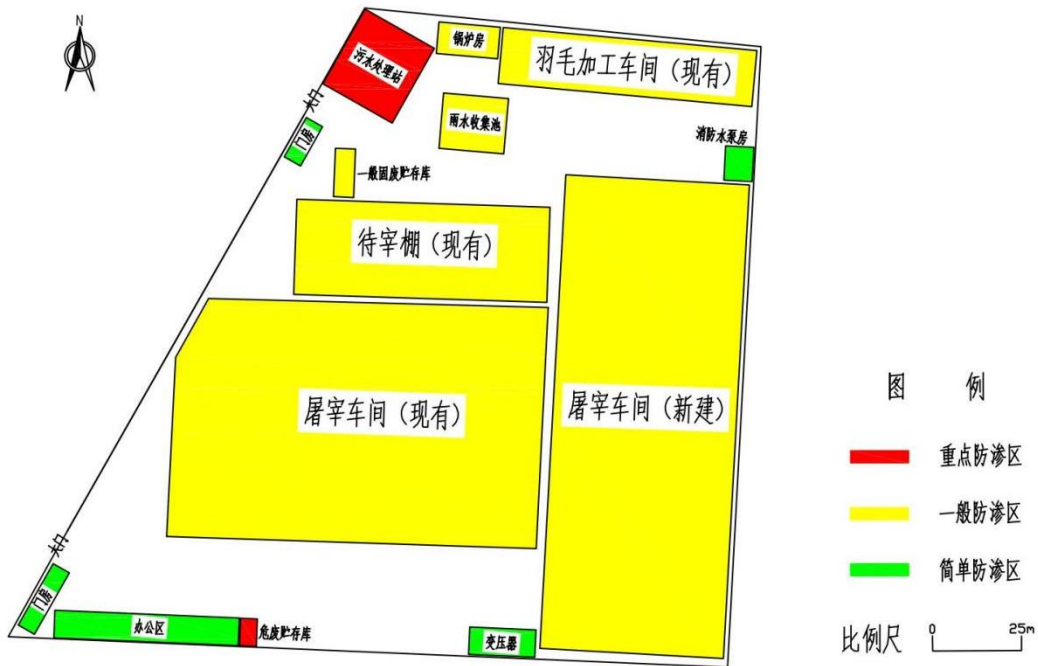 N
污水处理站
锅炉房
羽毛加工车间（现有）
大门
门房
雨水收集池
消防水泵房
一般固废贮存库
待宰棚（现有）
屠宰车间（现有）
屠宰车间（新建）
大门
门房
办公区
危废贮存库
变压器
图 例
重点防渗区
一般防渗区
简单防渗区
比例尺 0 25m